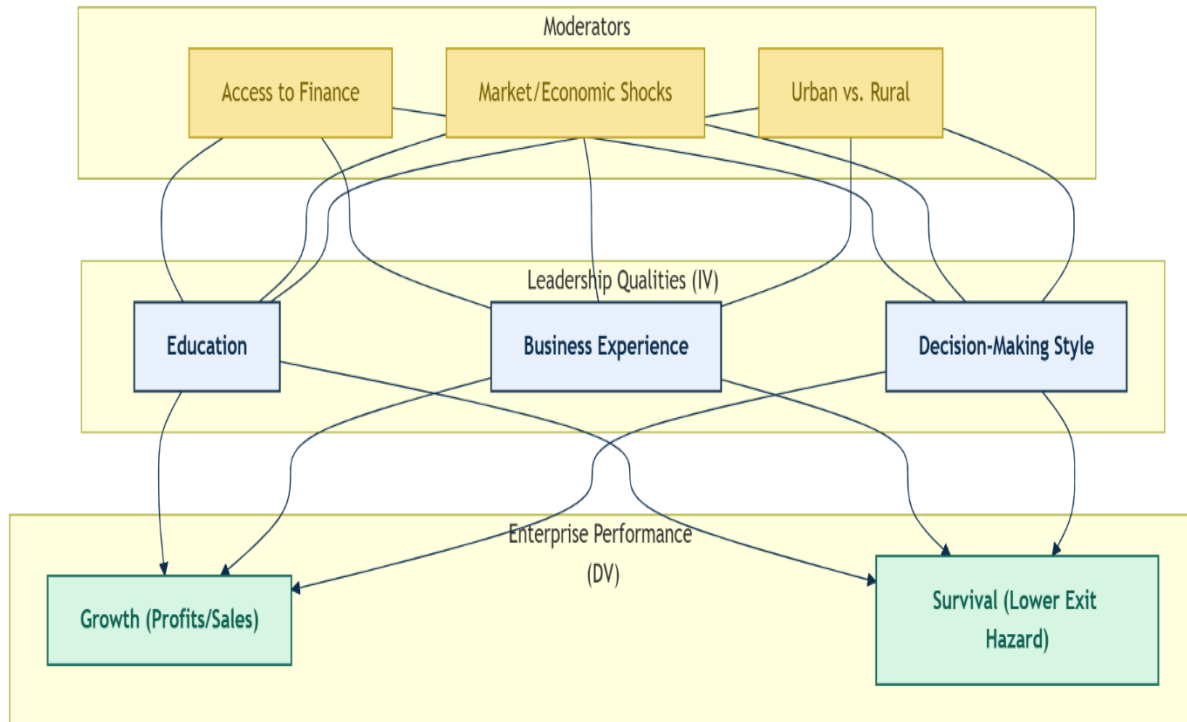 Moderators
Access to Finance
Market/Economic Shocks
Urban vs. Rural
Leadership Qualities (IV)
Education
Business Experience
Decision-Making Style
Enterprise Performance
(DV)
Growth (Profits/Sales)
Survival (Lower Exit
Hazard)